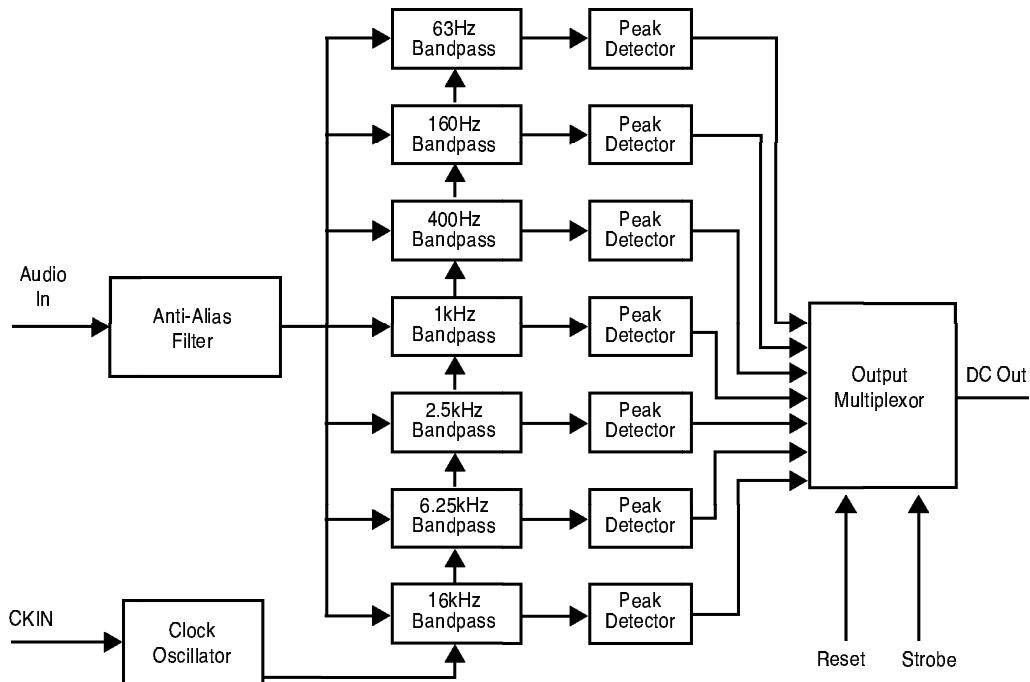 63Hz
Bandpass
Peak
Detector
160Hz
Bandpass
Peak
Detector
400Hz
Bandpass
Peak
Detector
Audio
In
Anti-Alias
Filter
1kHz
Bandpass
Peak
Detector
Output
Multiplexor
DC Out
2.5kHz
Bandpass
Peak
Detector
6.25kHz
Bandpass
Peak
Detector
16kHz
Bandpass
Peak
Detector
CKIN
Clock
Oscillator
Reset
Strobe